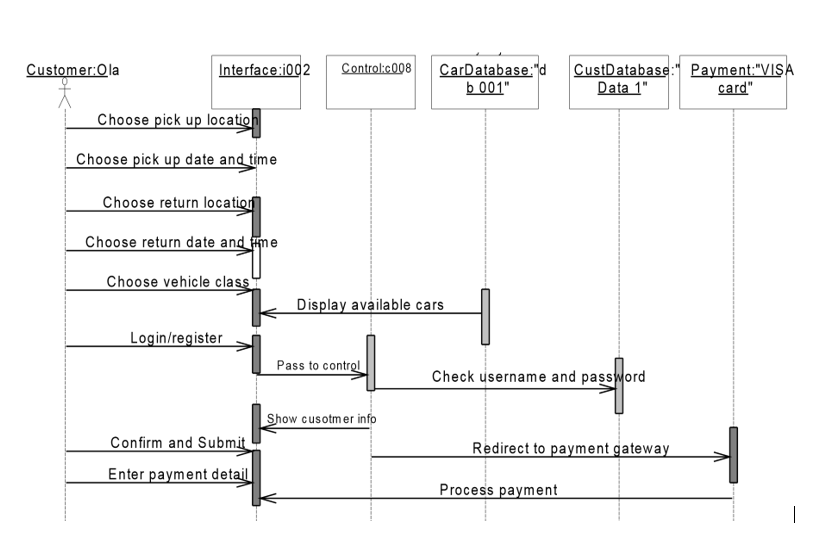 Customer:Ola
Interface:i002
Control:c008
CarDatabase:"d
b 001"
CustDatabase:"
Data 1"
Payment:"VISA
card"
Choose pick up location
Choose pick up date and time
Choose return location
Choose return date and time
Choose vehicle class
Display available cars
Login/register
Pass to control
Check username and password
Show cusotmer info
Confirm and Submit
Redirect to payment gateway
Enter payment detail
Process payment